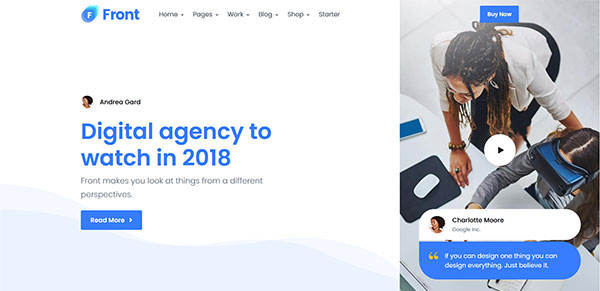 Front
Home Pages Work Blog Shop Starter
Buy Now
Andrea Gard
Digital agency to
watch in 2018
Front makes you look at things from a different
perspectives.
Read More
Charlotte Moore
Google Inc.
If you can design one thing you can
design everything. Just believe it.